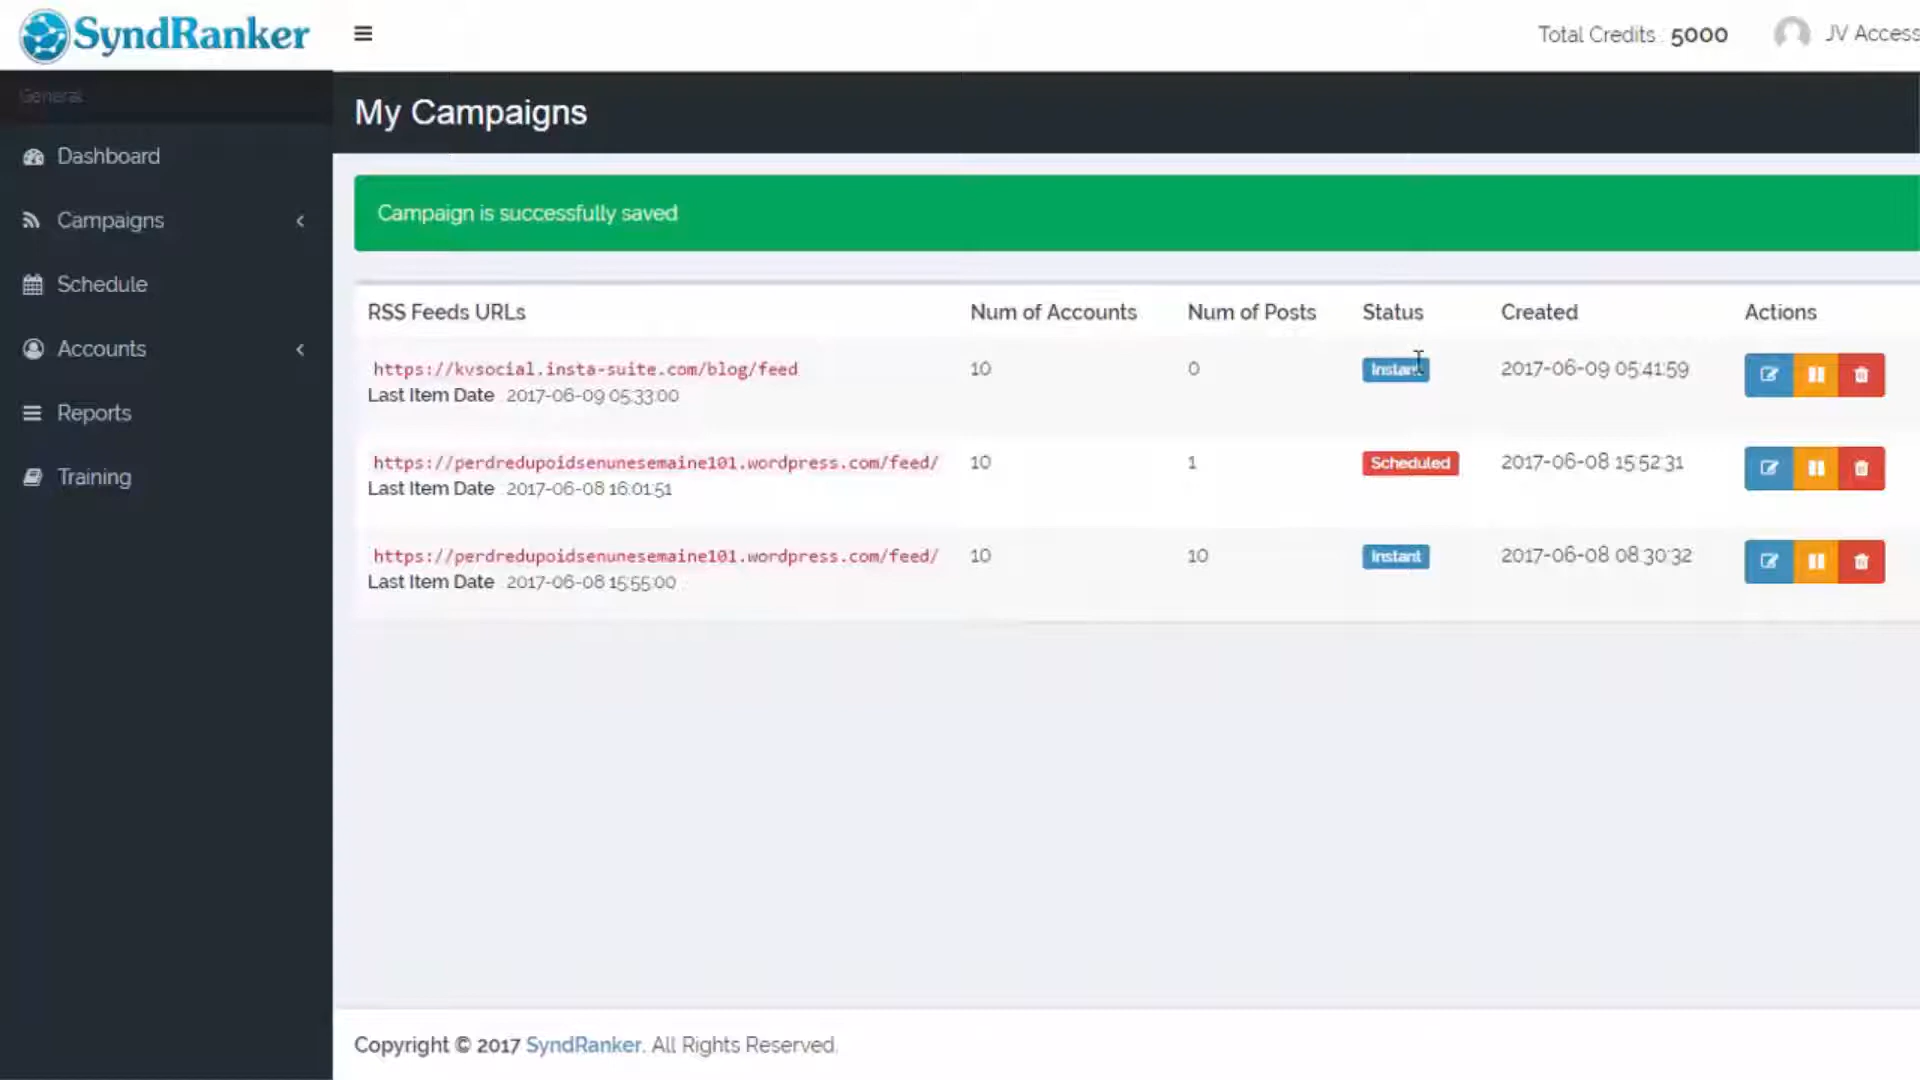 SyndRanker
Total Credits : 5000
JV Access
General
My Campaigns
Dashboard
Campaigns
Schedule
Accounts
Reports
Training
Campaign is successfully saved
RSS Feeds URLs Num of Accounts Num of Posts Status Created Actions
https://kvsocial.insta-suite.com/blog/feed 10 0 Instant 2017-06-09 05:41:59
Last Item Date 2017-06-09 05:33:00
https://perdredupoidsenunesemaine101.wordpress.com/feed/ 10 1 Scheduled 2017-06-08 15:52:31
Last Item Date 2017-06-08 16:01:51
https://perdredupoidsenunesemaine101.wordpress.com/feed/ 10 10 Instant 2017-06-08 08:30:32
Last Item Date 2017-06-08 15:55:00
Copyright © 2017 SyndRanker. All Rights Reserved.